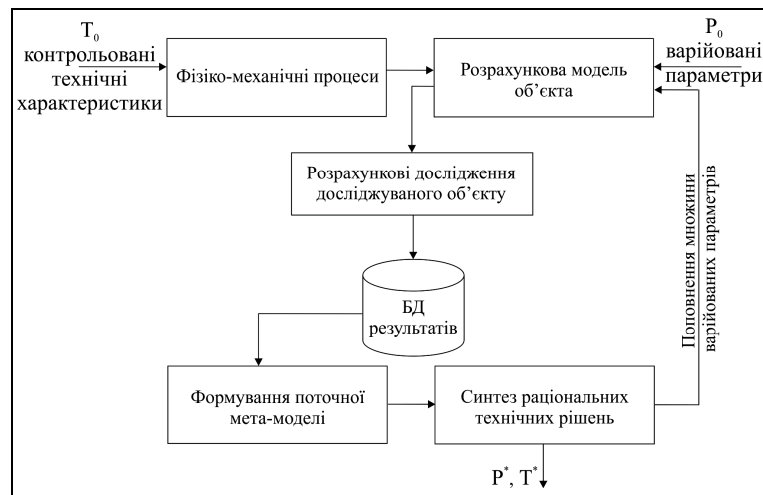 T₀
контрольовані
технічні
характеристики
Фізіко-механічні процеси
Розрахункова модель
об’єкта
P₀
варійовані
параметри
Розрахункові дослідження
досліджуваного об’єкту
БД
результатів
Поповнення множини
варійованих параметрів
Формування поточної
мета-моделі
Синтез раціональних
технічних рішень
P*, T*